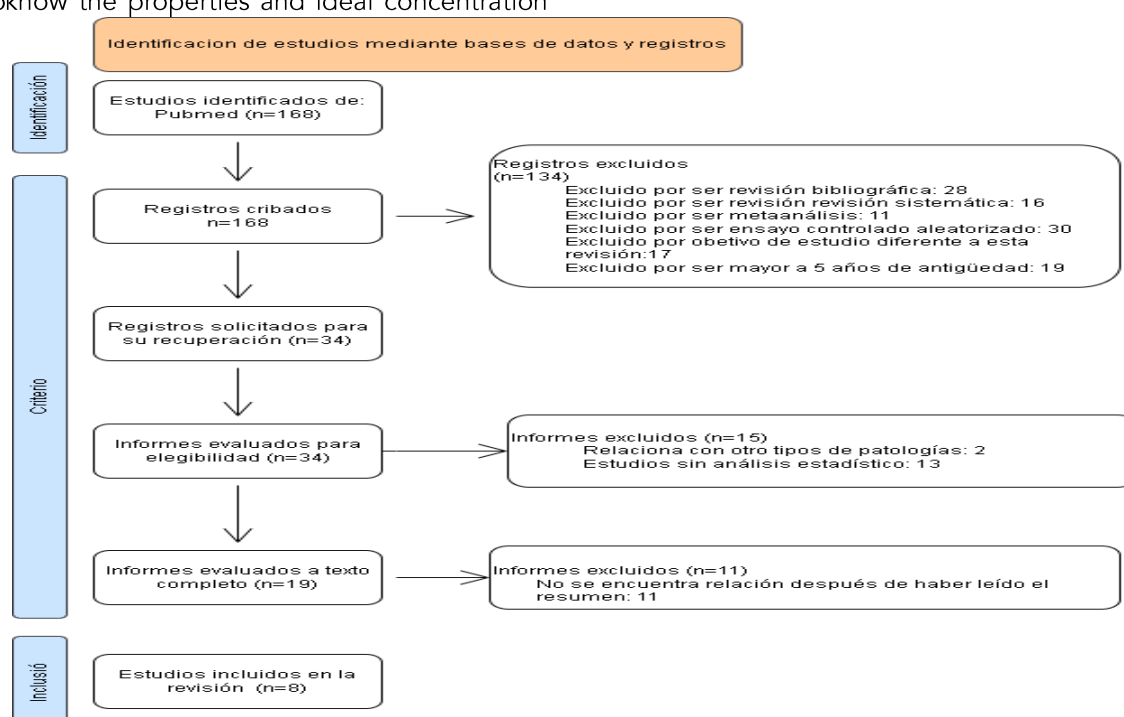 know the properties and ideal concentration
Identificacion de estudios mediante bases de datos y registros
Identificación
Estudios identificados de:
Pubmed (n=168)
Registros excluidos
(n=134)
Excluido por ser revisión bibliográfica: 28
Excluido por ser revisión revisión sistemática: 16
Excluido por ser metaanálisis: 11
Excluido por ser ensayo controlado aleatorizado: 30
Excluido por obetivo de estudio diferente a esta
revisión:17
Excluido por ser mayor a 5 años de antigüedad: 19
Registros cribados
n=168
Registros solicitados para
su recuperación (n=34)
Criterio
Informes evaluados para
elegibilidad (n=34)
Informes excluidos (n=15)
Relaciona con otro tipos de patologías: 2
Estudios sin análisis estadístico: 13
Informes evaluados a texto
completo (n=19)
Informes excluidos (n=11)
No se encuentra relación después de haber leído el
resumen: 11
Inclusió
Estudios incluidos en la
revisión (n=8)